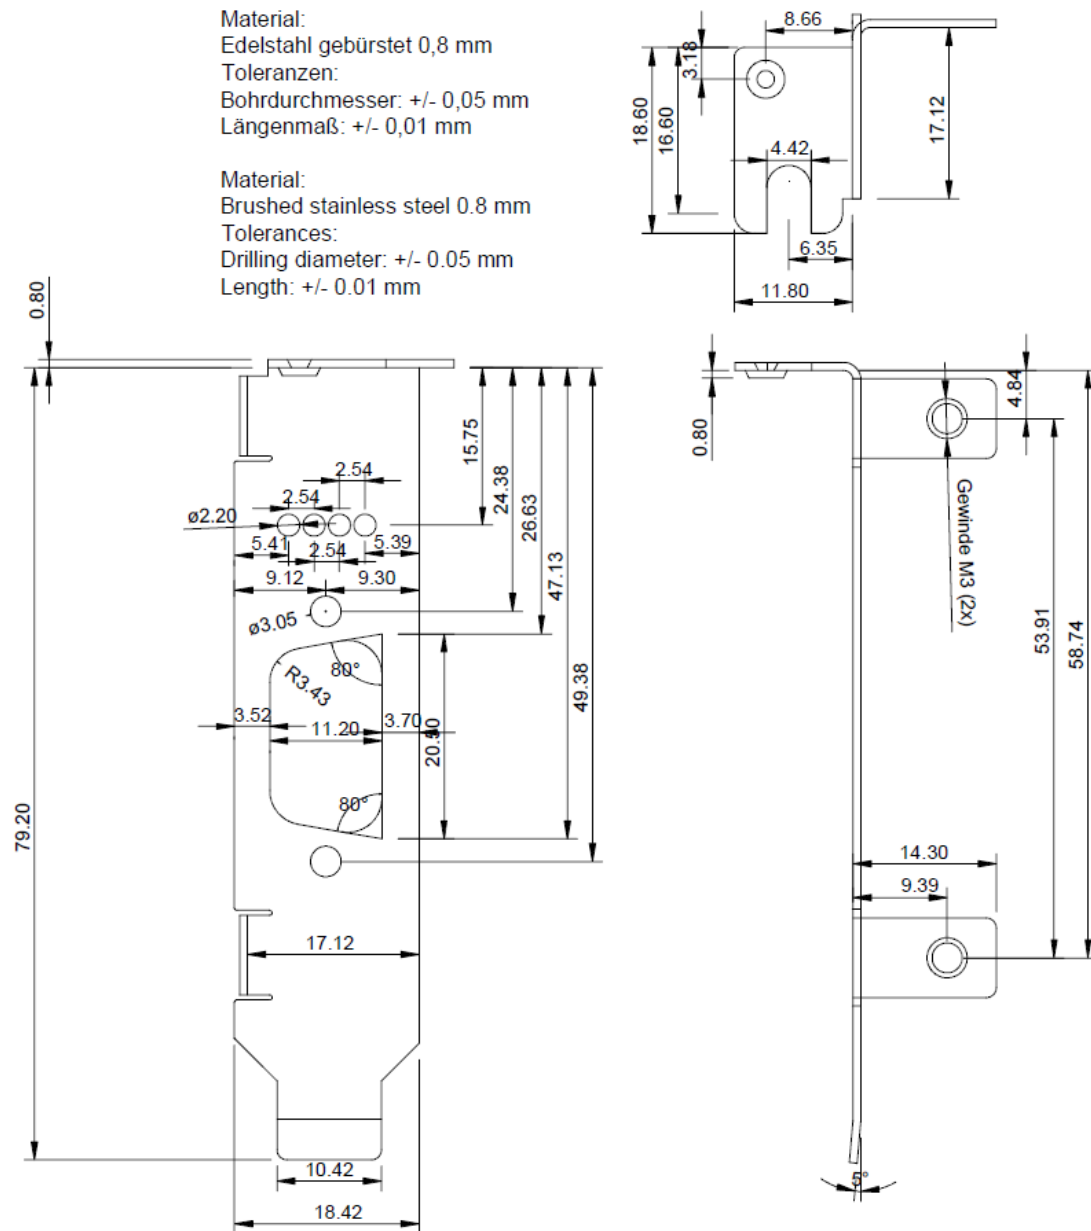 Material:
Edelstahl gebürstet 0,8 mm
Toleranzen:
Bohrdurchmesser: +/- 0,05 mm
Längenmaß: +/- 0,01 mm
Material:
Brushed stainless steel 0.8 mm
Tolerances:
Drilling diameter: +/- 0.05 mm
Length: +/- 0.01 mm
8.66
3.18
18.60
16.60
4.42
17.12
6.35
11.80
0.80
15.75
24.38
26.63
47.13
49.38
2.54
2.54
ø2.20
5.41
2.54
5.39
9.12
9.30
ø3.05
80°
R3.43
3.52
11.20
3.70
20.50
80°
79.20
17.12
10.42
18.42
0.80
4.84
Gewinde M3 (2x)
53.91
58.74
14.30
9.39
5°